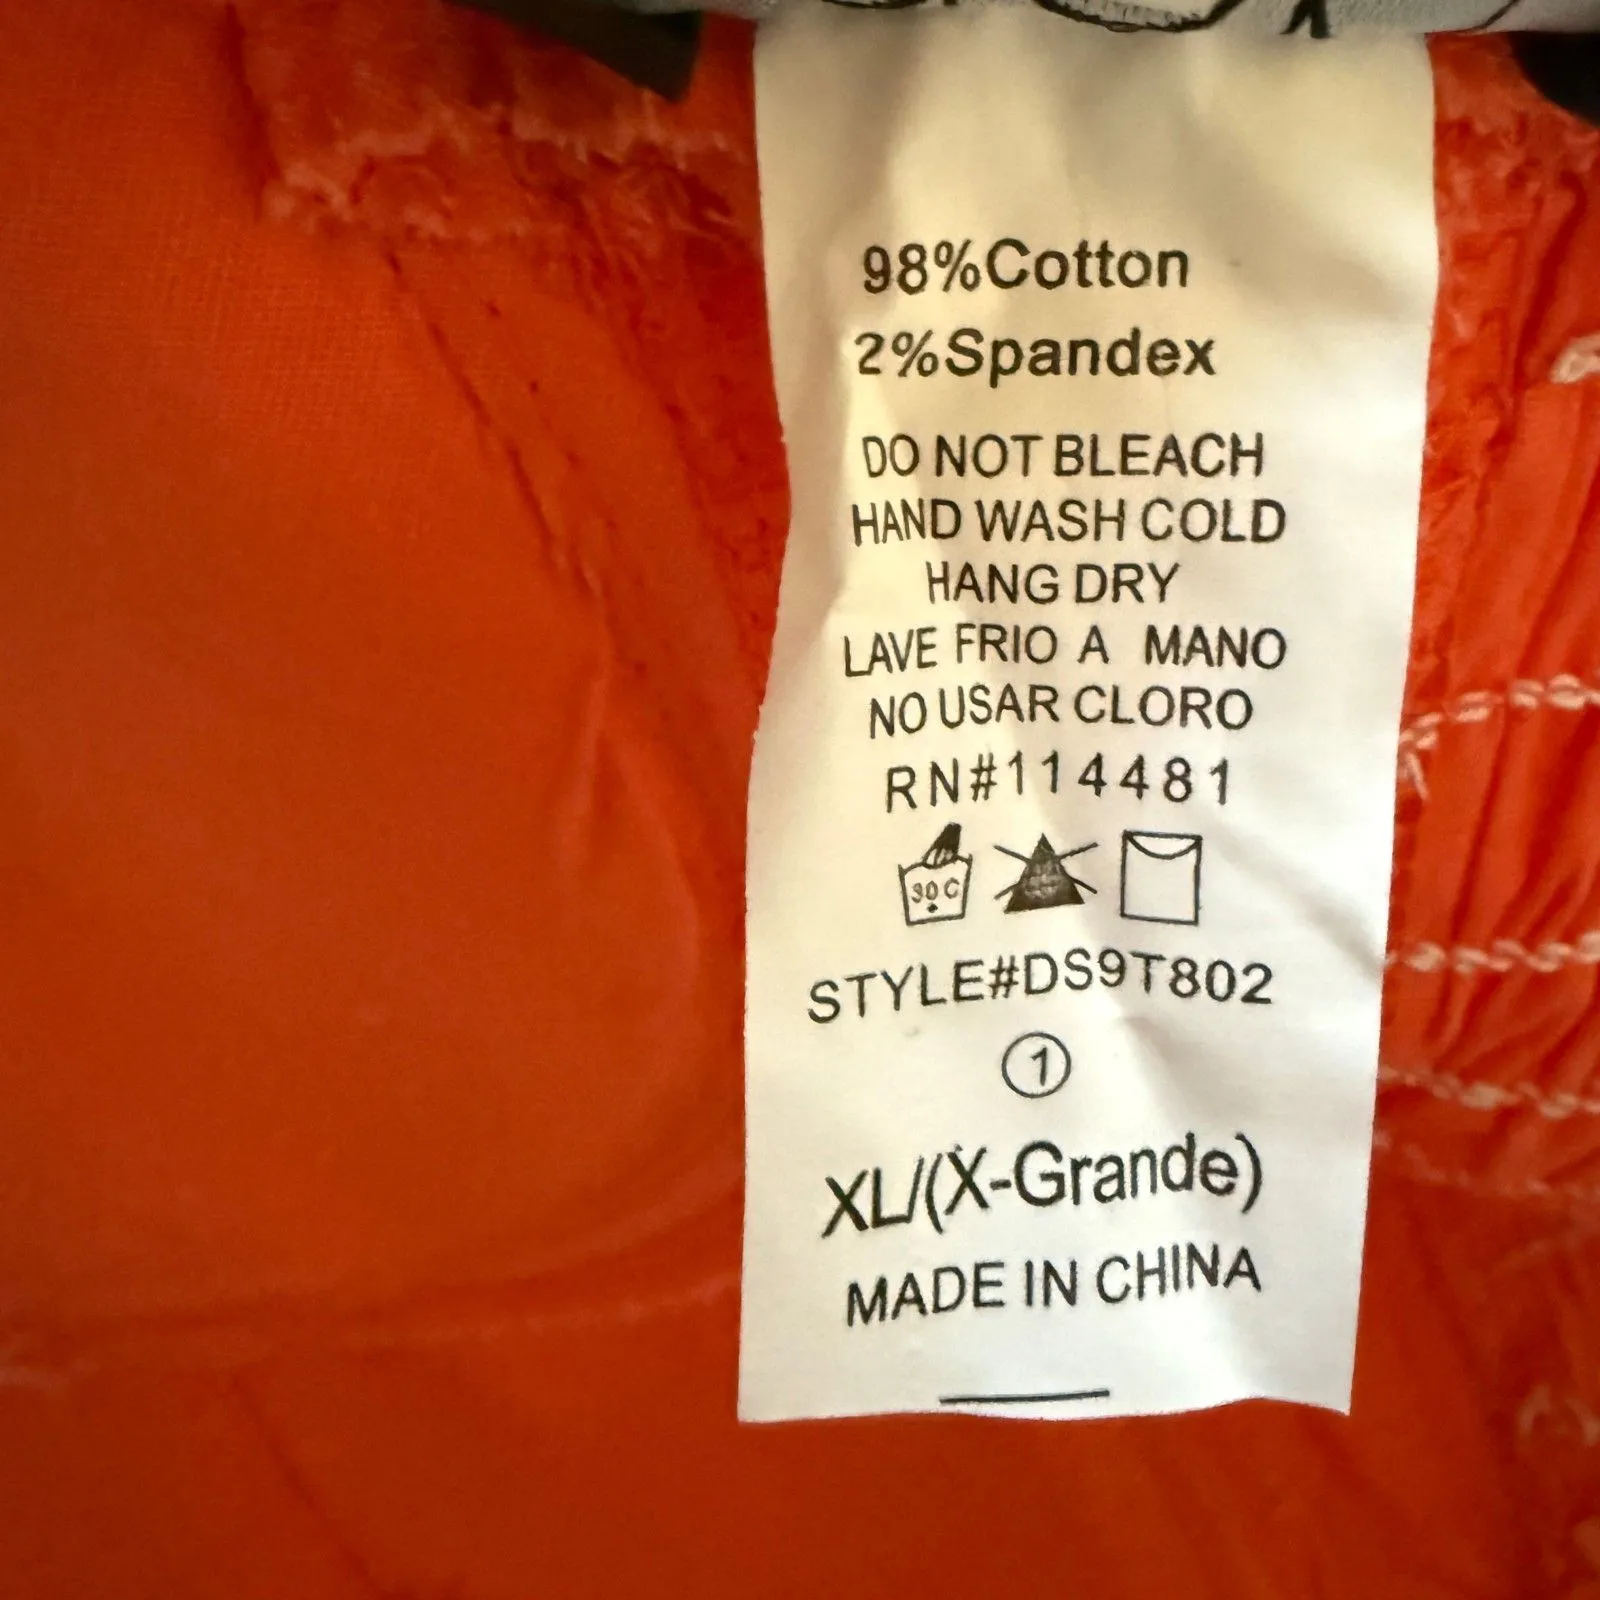 98%Cotton
2%Spandex
DO NOT BLEACH
HAND WASH COLD
HANG DRY
LAVE FRIO A MANO
NO USAR CLORO
RN#114481
30 C
STYLE#DS9T802
1
XL/(X-Grande)
MADE IN CHINA